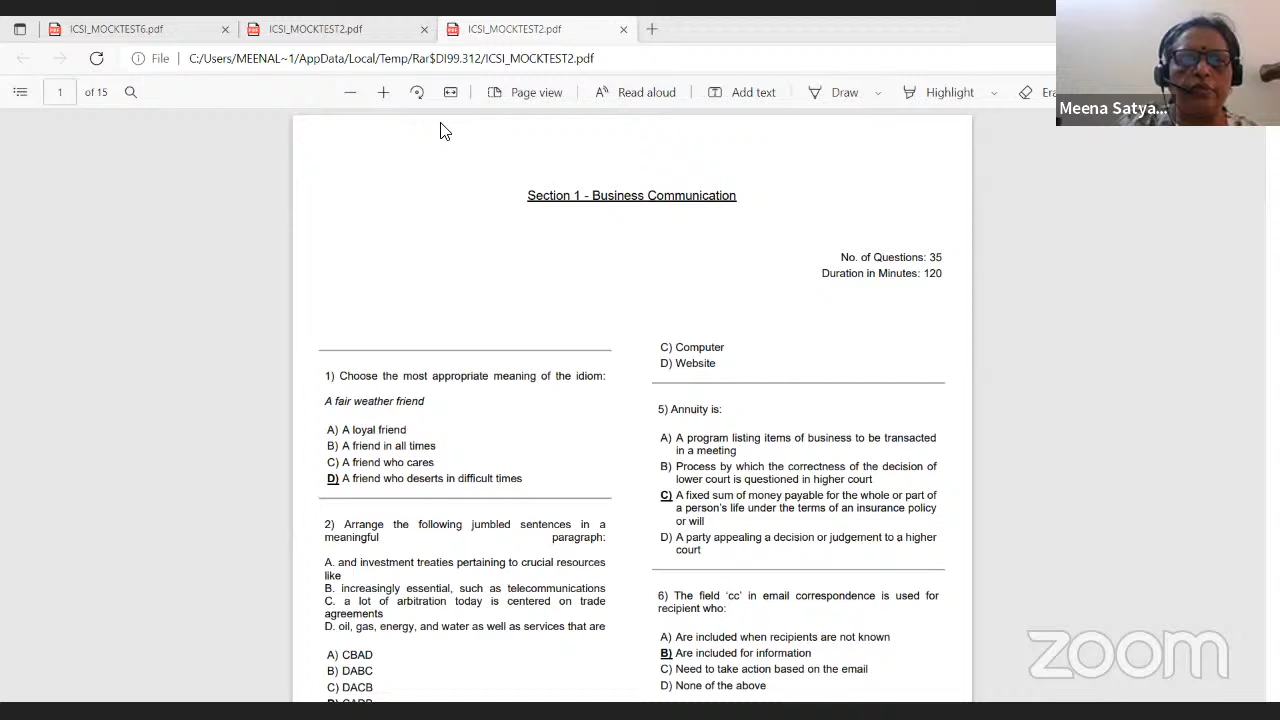 ICSI_MOCKTEST6.pdf
ICSI_MOCKTEST2.pdf
ICSI_MOCKTEST2.pdf
File
C:/Users/MEENAL~1/AppData/Local/Temp/Rar$DI99.312/ICSI_MOCKTEST2.pdf
1 of 15
Page view
Read aloud
Add text
Draw
Highlight
Era
Meena Satya...
Section 1 - Business Communication
No. of Questions: 35
Duration in Minutes: 120
1) Choose the most appropriate meaning of the idiom:
A fair weather friend
A) A loyal friend
B) A friend in all times
C) A friend who cares
D) A friend who deserts in difficult times
2) Arrange the following jumbled sentences in a
meaningful paragraph:
A. and investment treaties pertaining to crucial resources
like
B. increasingly essential, such as telecommunications
C. a lot of arbitration today is centered on trade
agreements
D. oil, gas, energy, and water as well as services that are
A) CBAD
B) DABC
C) DACB
D) CADB
C) Computer
D) Website
5) Annuity is:
A) A program listing items of business to be transacted
in a meeting
B) Process by which the correctness of the decision of
lower court is questioned in higher court
C) A fixed sum of money payable for the whole or part of
a person's life under the terms of an insurance policy
or will
D) A party appealing a decision or judgement to a higher
court
6) The field 'cc' in email correspondence is used for
recipient who:
A) Are included when recipients are not known
B) Are included for information
C) Need to take action based on the email
D) None of the above
zoom